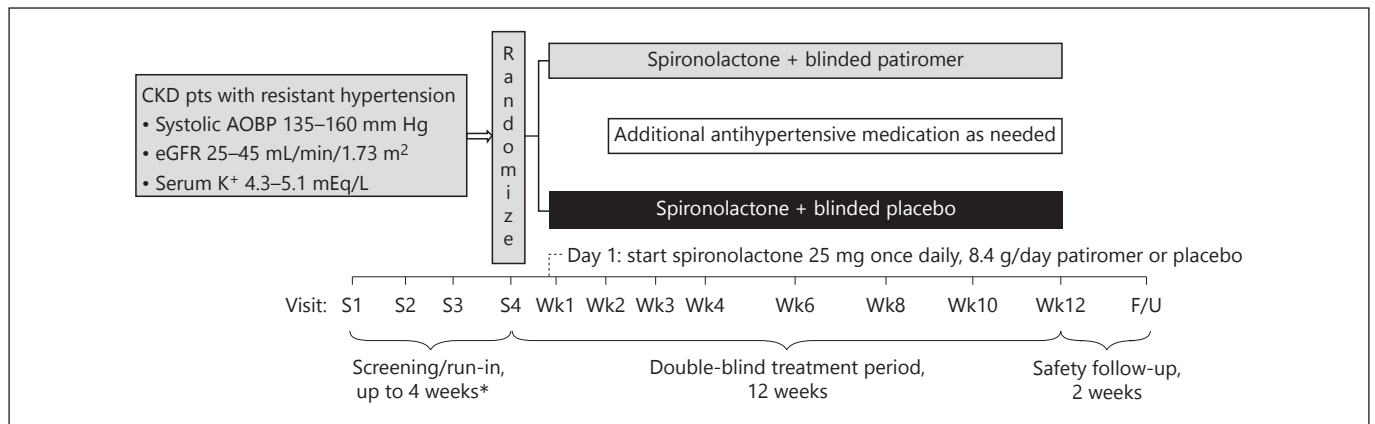 CKD pts with resistant hypertension
• Systolic AOBP 135–160 mm Hg
• eGFR 25–45 mL/min/1.73 m²
• Serum K⁺ 4.3–5.1 mEq/L
Randomize
Spironolactone + blinded patiromer
Additional antihypertensive medication as needed
Spironolactone + blinded placebo
Day 1: start spironolactone 25 mg once daily, 8.4 g/day patiromer or placebo
Visit: S1 S2 S3 S4 Wk1 Wk2 Wk3 Wk4 Wk6 Wk8 Wk10 Wk12 F/U
Screening/run-in,
up to 4 weeks*
Double-blind treatment period,
12 weeks
Safety follow-up,
2 weeks